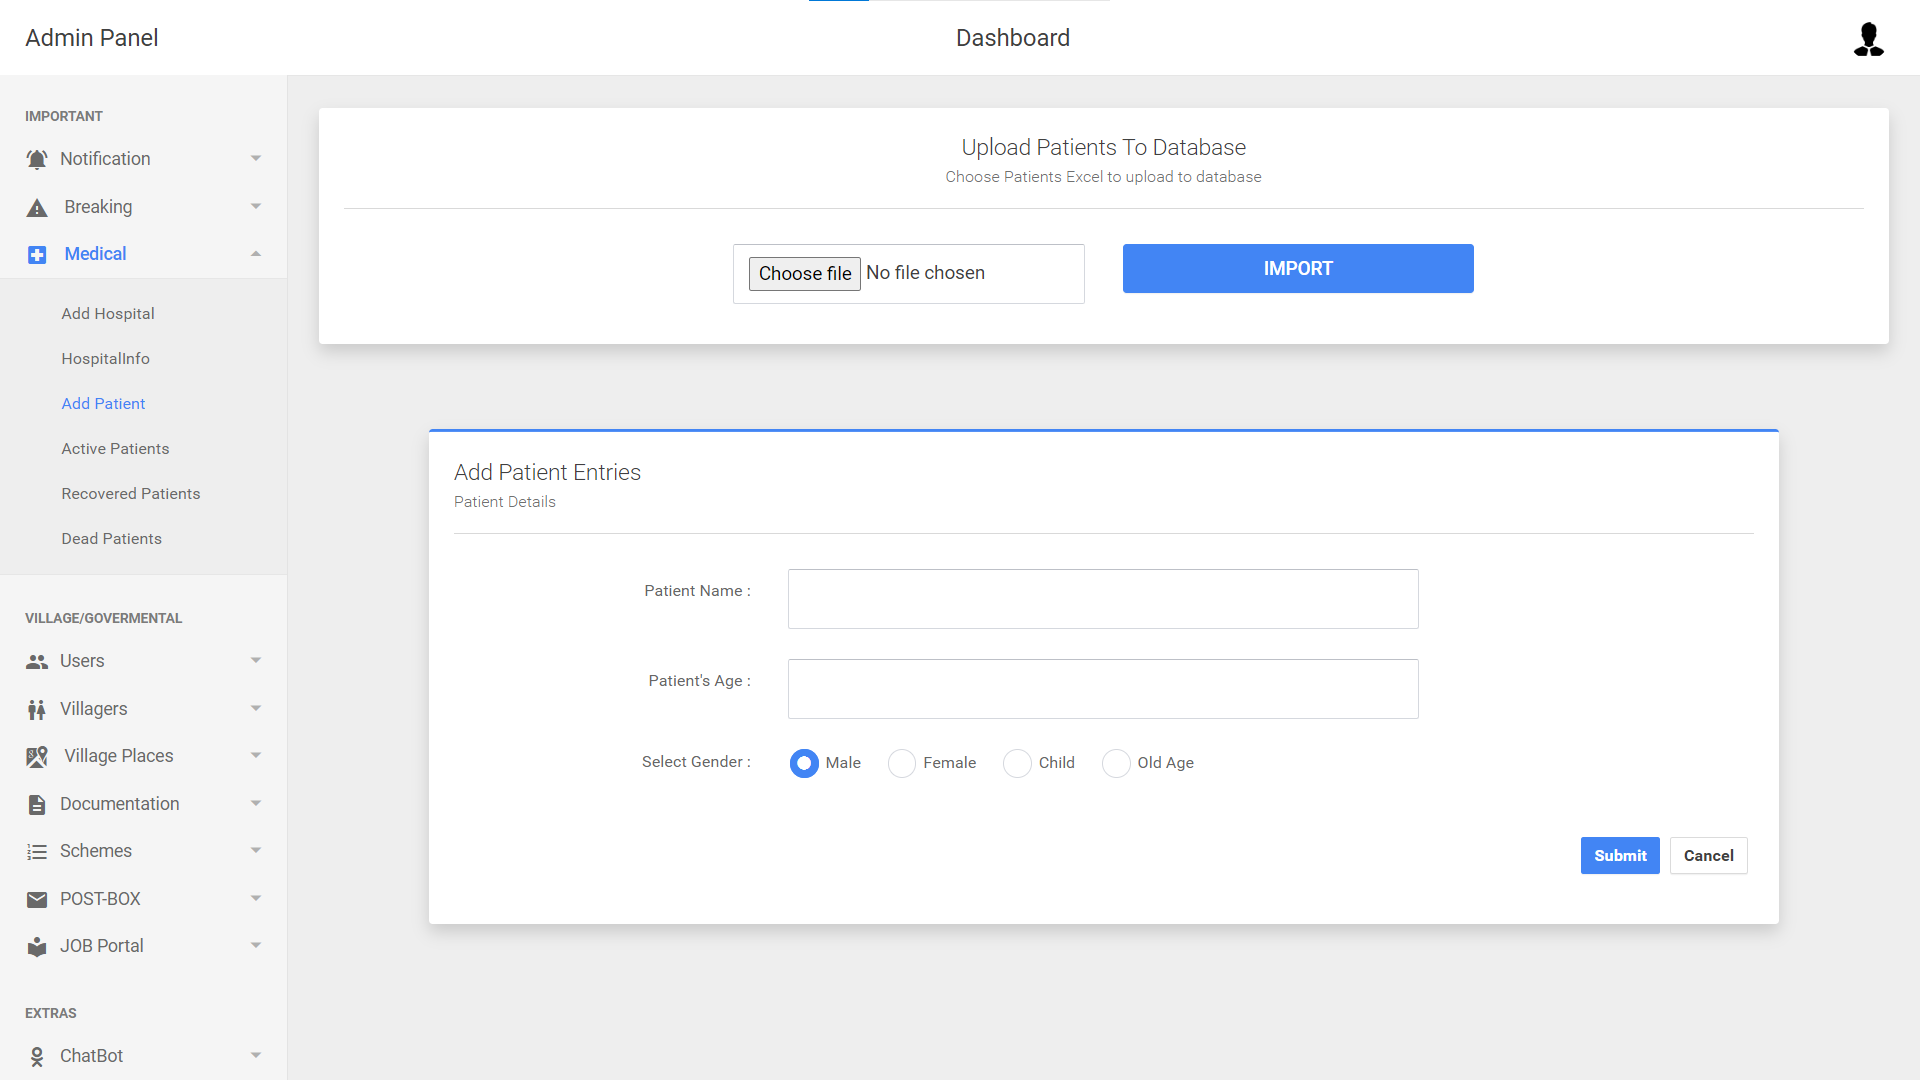 Admin Panel
Dashboard
IMPORTANT
Notification
Breaking
Medical
Add Hospital
HospitalInfo
Add Patient
Active Patients
Recovered Patients
Dead Patients
VILLAGE/GOVERMENTAL
Users
Villagers
Village Places
Documentation
Schemes
POST-BOX
JOB Portal
EXTRAS
ChatBot
Upload Patients To Database
Choose Patients Excel to upload to database
Choose file No file chosen
IMPORT
Add Patient Entries
Patient Details
Patient Name :
Patient's Age :
Select Gender : Male Female Child Old Age
Submit Cancel